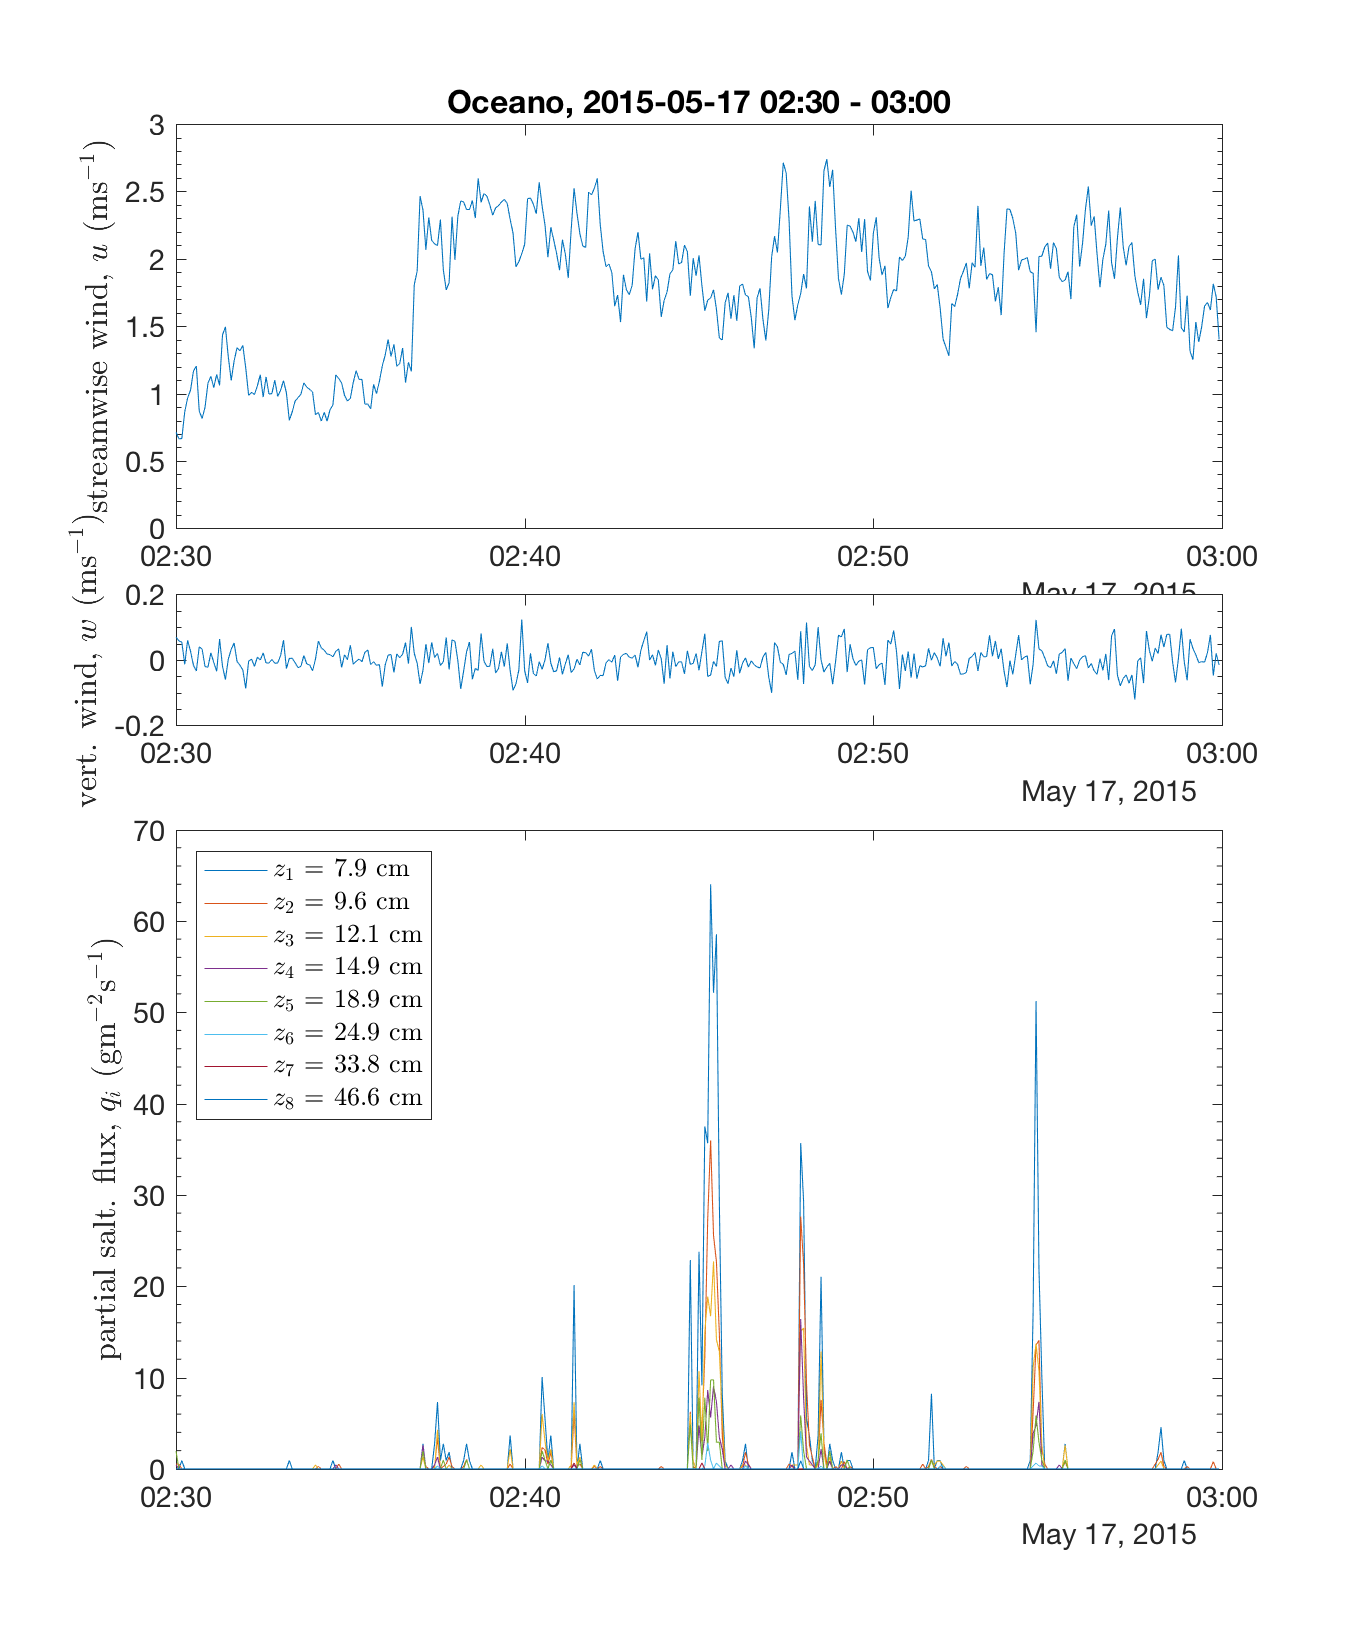 Oceano, 2015-05-17 02:30 - 03:00
streamwise wind, u (ms⁻¹)
3
2.5
2
1.5
1
0.5
0
02:30 02:40 02:50 03:00
May 17, 2015
vert. wind, w (ms⁻¹)
0.2
0
-0.2
02:30 02:40 02:50 03:00
May 17, 2015
partial salt. flux, qᵢ (gm⁻²s⁻¹)
70
60
50
40
30
20
10
0
z₁ = 7.9 cm
z₂ = 9.6 cm
z₃ = 12.1 cm
z₄ = 14.9 cm
z₅ = 18.9 cm
z₆ = 24.9 cm
z₇ = 33.8 cm
z₈ = 46.6 cm
02:30 02:40 02:50 03:00
May 17, 2015